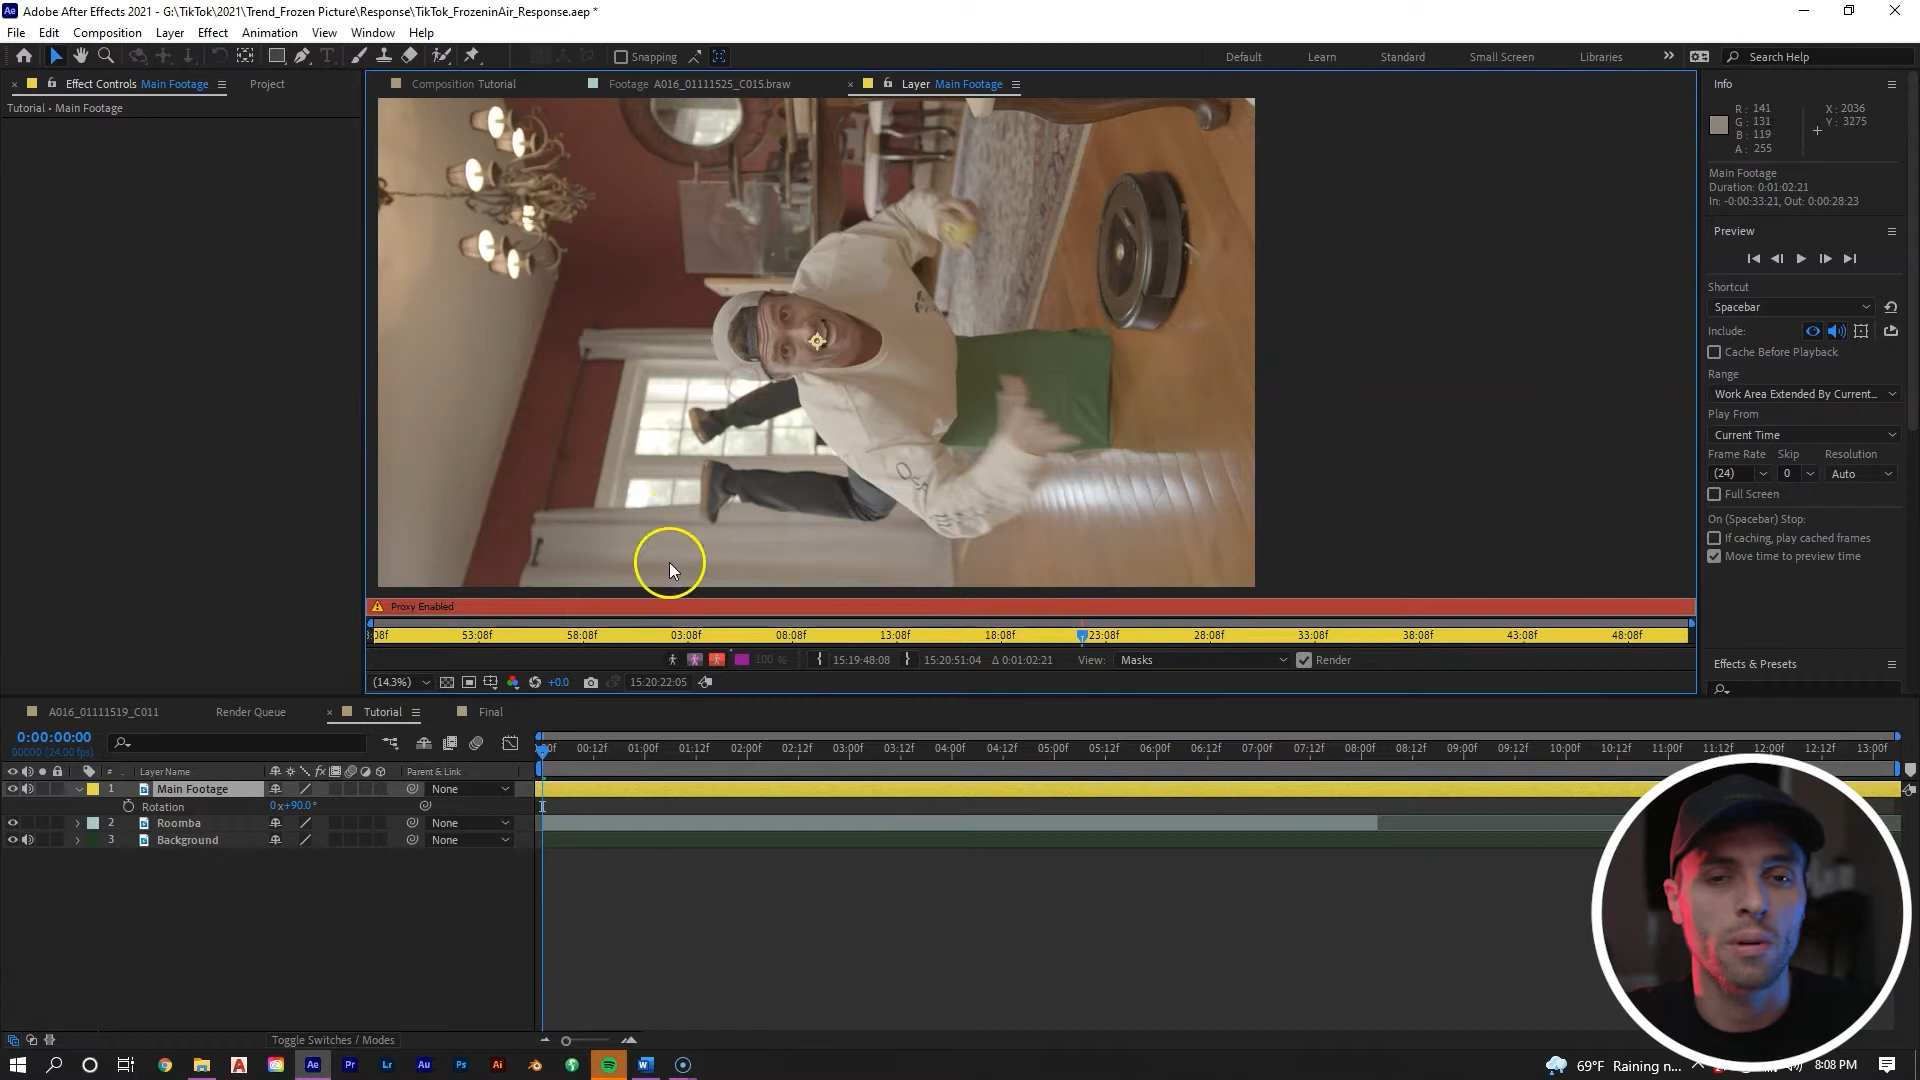 Adobe After Effects 2021 - G:\TikTok\2021\Trend_Frozen Picture\Response\TikTok_FrozeninAir_Response.aep *
File Edit Composition Layer Effect Animation View Window Help
Snapping Default Learn Standard Small Screen Libraries Search Help
Effect Controls Main Footage Project
Composition Tutorial Footage A016_01111525_C015.braw Layer Main Footage
Tutorial • Main Footage
Info
R : 141 X : 2036
G : 131 Y : 3275
B : 119
A : 255
Main Footage
Duration: 0:01:02:21
In: -0:00:33:21, Out: 0:00:28:23
Preview
Shortcut
Spacebar
Include:
Cache Before Playback
Range
Work Area Extended By Current...
Play From
Current Time
Frame Rate Skip Resolution
(24) 0 Auto
Full Screen
On (Spacebar) Stop:
If caching, play cached frames
Move time to preview time
Effects & Presets
Proxy Enabled
:08f 53:08f 58:08f 03:08f 08:08f 13:08f 18:08f 23:08f 28:08f 33:08f 38:08f 43:08f 48:08f
100 % 15:19:48:08 15:20:51:04 Δ 0:01:02:21 View: Masks Render
(14.3%) +0.0 15:20:22:05
A016_01111519_C011 Render Queue Tutorial Final
0:00:00:00
00000 (24.00 fps)
:00f 00:12f 01:00f 01:12f 02:00f 02:12f 03:00f 03:12f 04:00f 04:12f 05:00f 05:12f 06:00f 06:12f 07:00f 07:12f 08:00f 08:12f 09:00f 09:12f 10:00f 10:12f 11:00f 11:12f 12:00f 12:12f 13:00f
# Layer Name Parent & Link
1 Main Footage None
Rotation 0x+90.0°
2 Roomba None
3 Background None
Toggle Switches / Modes
Ae Pr Lr Au Ps Ai 69°F Raining n... 8:08 PM